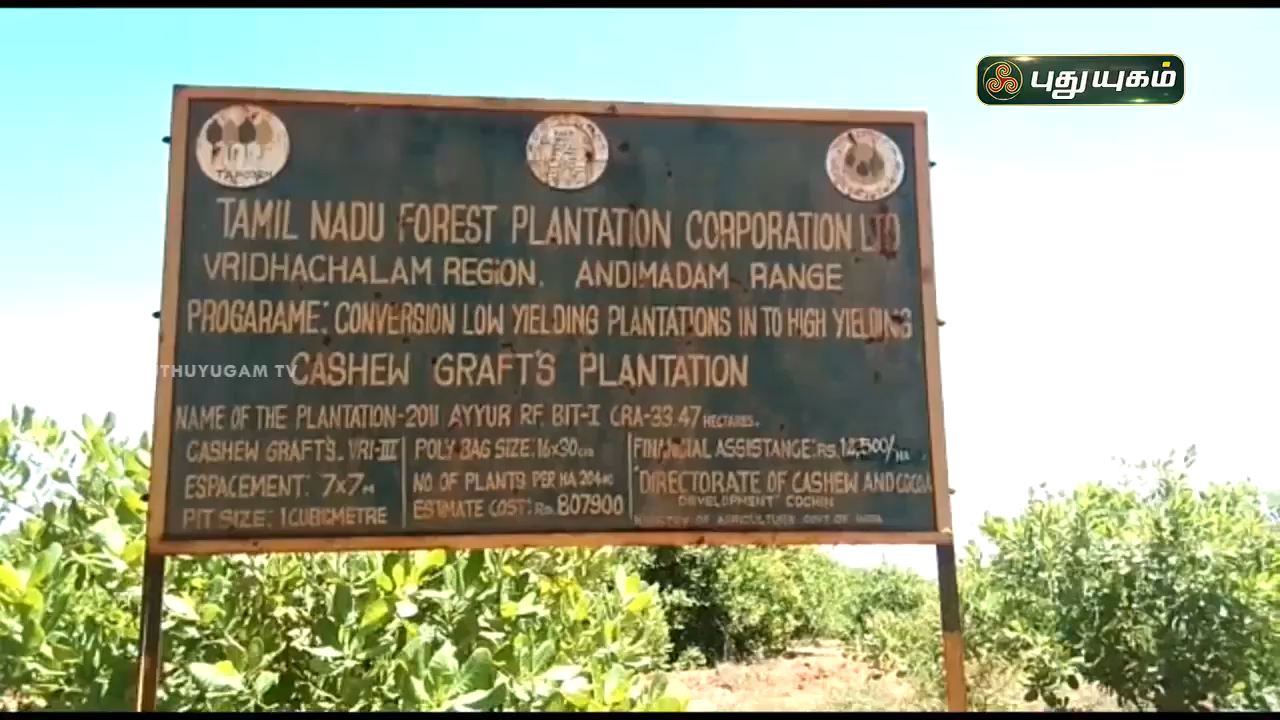 புதுயுகம்
TAFCORN
TAMIL NADU FOREST PLANTATION CORPORATION LTD
VRIDHACHALAM REGION. ANDIMADAM RANGE
PROGARAME: CONVERSION LOW YIELDING PLANTATIONS IN TO HIGH YIELDING
CASHEW GRAFT'S PLANTATION
THUYUGAM TV
NAME OF THE PLANTATION-2011 AYYUR RF BIT-I CRA-33.47 HECTARES.
CASHEW GRAFT'S. VRI-III
ESPACEMENT: 7x7M
PIT SIZE: 1 CUBICMETRE
POLY BAG SIZE: 16x30cm
NO OF PLANTS PER HA 204 NO
ESTIMATE COST: Rs. 807900
FINANCIAL ASSISTANCE: RS. 12,500/HA
DIRECTORATE OF CASHEW AND COCOA
DEVELOPMENT COCHIN
MINISTRY OF AGRICULTURE GOVT OF INDIA